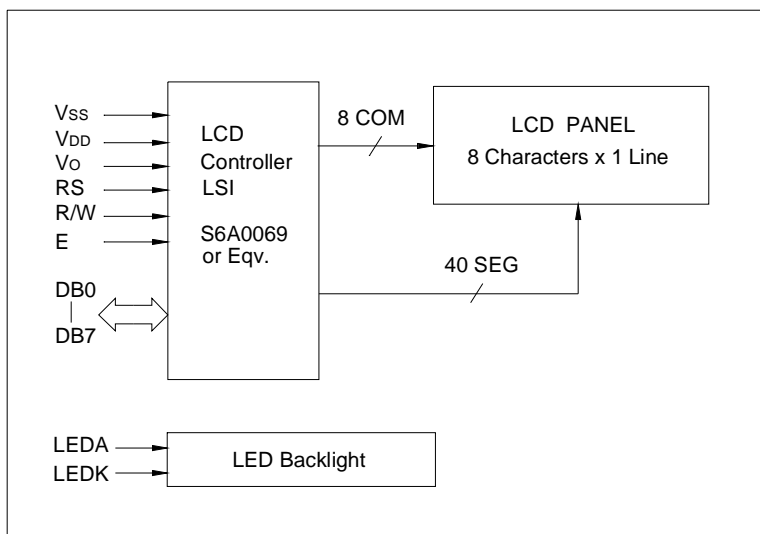 VSS
VDD
VO
RS
R/W
E
DB0
DB7
LCD
Controller
LSI
S6A0069
or Eqv.
8 COM
40 SEG
LCD PANEL
8 Characters x 1 Line
LEDA
LEDK
LED Backlight